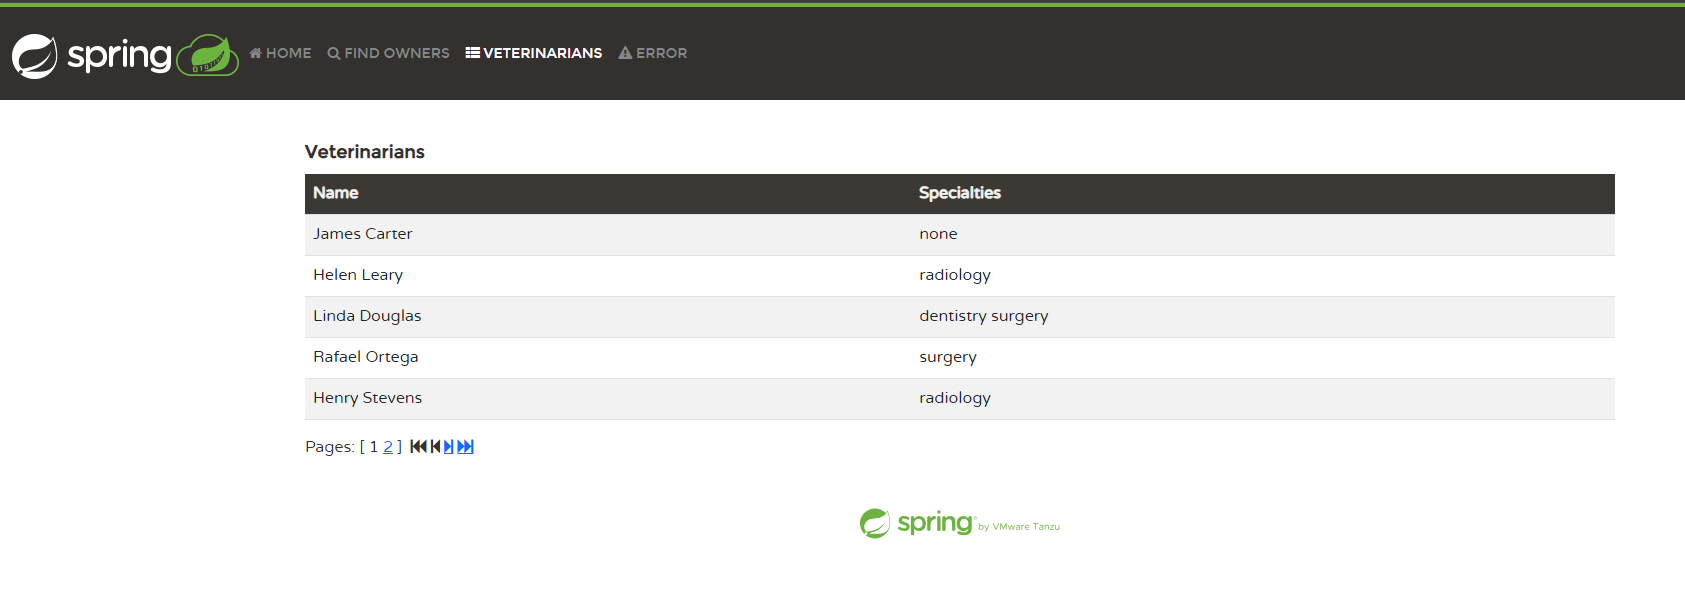 spring HOME FIND OWNERS VETERINARIANS ERROR
Veterinarians
Name Specialties
James Carter none
Helen Leary radiology
Linda Douglas dentistry surgery
Rafael Ortega surgery
Henry Stevens radiology
Pages: [ 1 2 ]
spring by VMware Tanzu